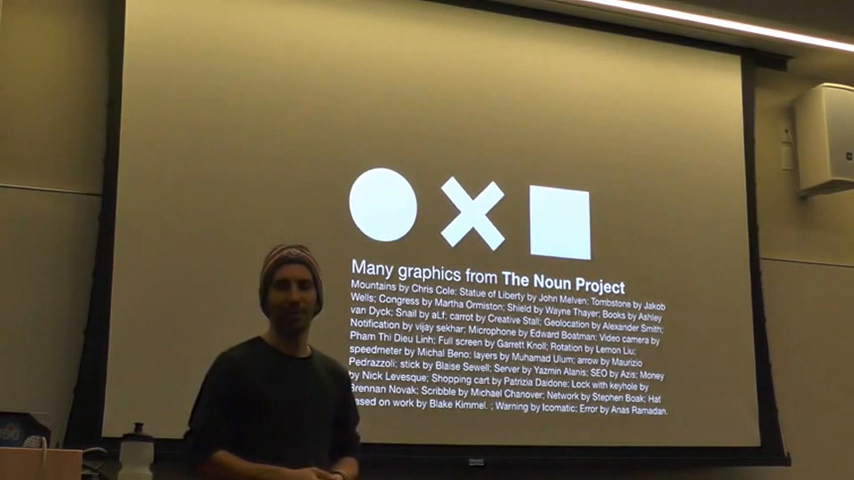 Many graphics from The Noun Project
Mountains by Chris Cole; Statue of Liberty by John Melven; Tombstone by Jakob
Wells; Congress by Martha Ormiston; Shield by Wayne Thayer; Books by Ashley
van Dyck; Snail by aLf; carrot by Creative Stall; Geolocation by Alexander Smith;
Notification by vijay sekhar; Microphone by Edward Boatman; Video camera by
Pham Thi Dieu Linh; Full screen by Garrett Knoll; Rotation by Lemon Liu;
speedmeter by Michal Beno; layers by Muhamad Ulum; arrow by Maurizio
Pedrazzoli; stick by Blaise Sewell; Server by Yazmin Alanis; SEO by Azis; Money
by Nick Levesque; Shopping cart by Patrizia Daidone; Lock with keyhole by
Brennan Novak; Scribble by Michael Chanover; Network by Stephen Boak; Hat
based on work by Blake Kimmel. ; Warning by Icomatic; Error by Anas Ramadan.